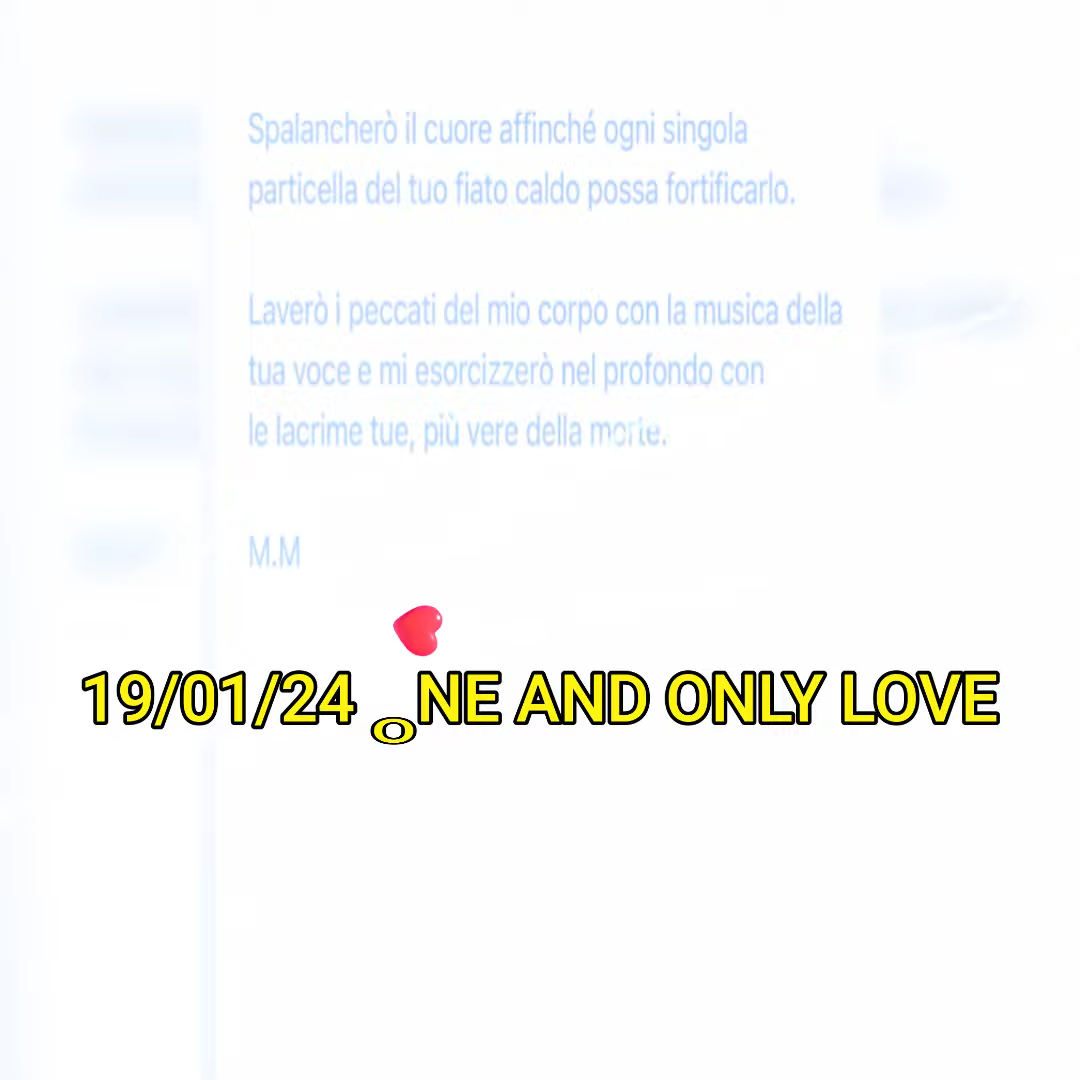 Spalancherò il cuore affinché ogni singola
particella del tuo fiato caldo possa fortificarlo.
Laverò i peccati del mio corpo con la musica della
tua voce e mi esorcizzerò nel profondo con
le lacrime tue, più vere della morte.
M.M
19/01/24 ONE AND ONLY LOVE